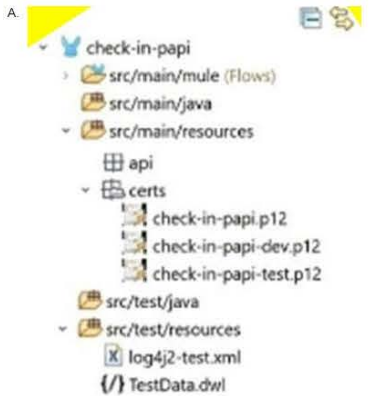 A.
check-in-papi
src/main/mule (Flows)
src/main/java
src/main/resources
api
certs
check-in-papi.p12
check-in-papi-dev.p12
check-in-papi-test.p12
src/test/java
src/test/resources
log4j2-test.xml
{/} TestData.dwl